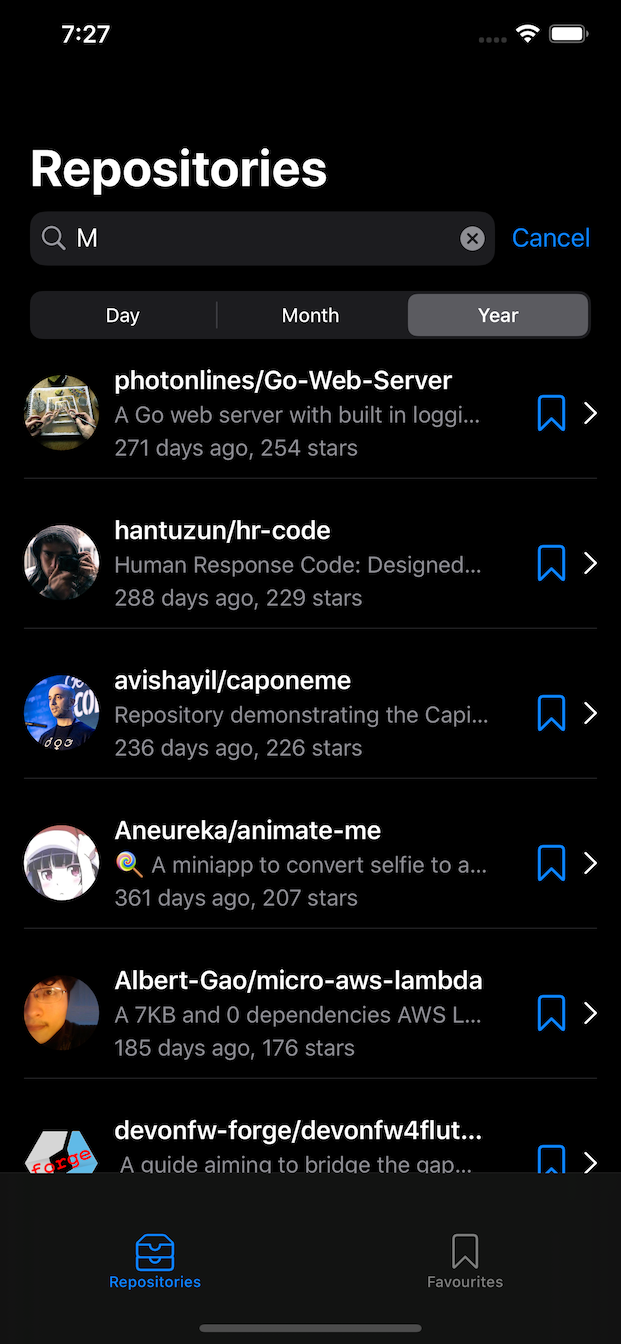 7:27
Repositories
M
Cancel
Day
Month
Year
photonlines/Go-Web-Server
A Go web server with built in loggi...
271 days ago, 254 stars
hantuzun/hr-code
Human Response Code: Designed...
288 days ago, 229 stars
avishayil/caponeme
Repository demonstrating the Capi...
236 days ago, 226 stars
Aneureka/animate-me
🍭 A miniapp to convert selfie to a...
361 days ago, 207 stars
Albert-Gao/micro-aws-lambda
A 7KB and 0 dependencies AWS L...
185 days ago, 176 stars
forge
devonfw-forge/devonfw4flut...
A guide aiming to bridge the gap...
Repositories
Favourites